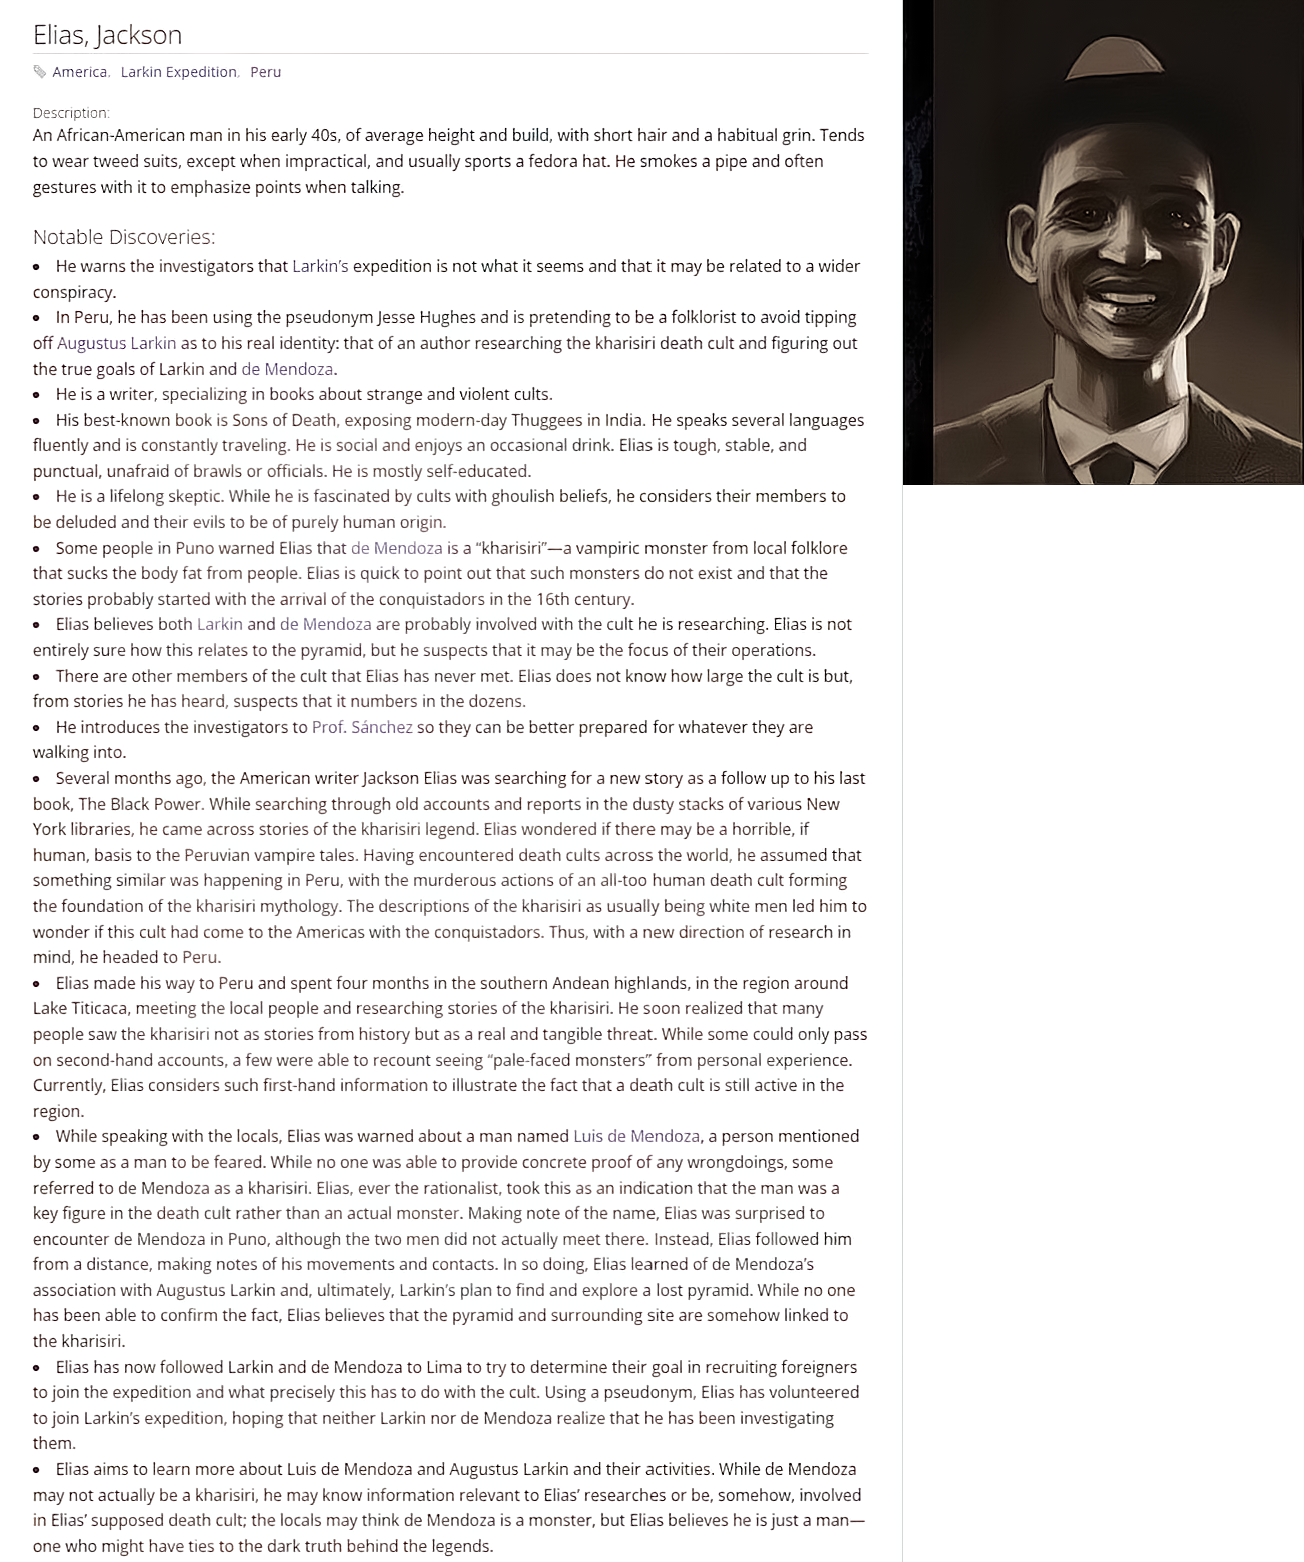 Elias, Jackson
America, Larkin Expedition, Peru
Description:
An African-American man in his early 40s, of average height and build, with short hair and a habitual grin. Tends
to wear tweed suits, except when impractical, and usually sports a fedora hat. He smokes a pipe and often
gestures with it to emphasize points when talking.
Notable Discoveries:
• He warns the investigators that Larkin’s expedition is not what it seems and that it may be related to a wider
conspiracy.
• In Peru, he has been using the pseudonym Jesse Hughes and is pretending to be a folklorist to avoid tipping
off Augustus Larkin as to his real identity: that of an author researching the kharisiri death cult and figuring out
the true goals of Larkin and de Mendoza.
• He is a writer, specializing in books about strange and violent cults.
• His best-known book is Sons of Death, exposing modern-day Thuggees in India. He speaks several languages
fluently and is constantly traveling. He is social and enjoys an occasional drink. Elias is tough, stable, and
punctual, unafraid of brawls or officials. He is mostly self-educated.
• He is a lifelong skeptic. While he is fascinated by cults with ghoulish beliefs, he considers their members to
be deluded and their evils to be of purely human origin.
• Some people in Puno warned Elias that de Mendoza is a “kharisiri”—a vampiric monster from local folklore
that sucks the body fat from people. Elias is quick to point out that such monsters do not exist and that the
stories probably started with the arrival of the conquistadors in the 16th century.
• Elias believes both Larkin and de Mendoza are probably involved with the cult he is researching. Elias is not
entirely sure how this relates to the pyramid, but he suspects that it may be the focus of their operations.
• There are other members of the cult that Elias has never met. Elias does not know how large the cult is but,
from stories he has heard, suspects that it numbers in the dozens.
• He introduces the investigators to Prof. Sánchez so they can be better prepared for whatever they are
walking into.
• Several months ago, the American writer Jackson Elias was searching for a new story as a follow up to his last
book, The Black Power. While searching through old accounts and reports in the dusty stacks of various New
York libraries, he came across stories of the kharisiri legend. Elias wondered if there may be a horrible, if
human, basis to the Peruvian vampire tales. Having encountered death cults across the world, he assumed that
something similar was happening in Peru, with the murderous actions of an all-too human death cult forming
the foundation of the kharisiri mythology. The descriptions of the kharisiri as usually being white men led him to
wonder if this cult had come to the Americas with the conquistadors. Thus, with a new direction of research in
mind, he headed to Peru.
• Elias made his way to Peru and spent four months in the southern Andean highlands, in the region around
Lake Titicaca, meeting the local people and researching stories of the kharisiri. He soon realized that many
people saw the kharisiri not as stories from history but as a real and tangible threat. While some could only pass
on second-hand accounts, a few were able to recount seeing “pale-faced monsters” from personal experience.
Currently, Elias considers such first-hand information to illustrate the fact that a death cult is still active in the
region.
• While speaking with the locals, Elias was warned about a man named Luis de Mendoza, a person mentioned
by some as a man to be feared. While no one was able to provide concrete proof of any wrongdoings, some
referred to de Mendoza as a kharisiri. Elias, ever the rationalist, took this as an indication that the man was a
key figure in the death cult rather than an actual monster. Making note of the name, Elias was surprised to
encounter de Mendoza in Puno, although the two men did not actually meet there. Instead, Elias followed him
from a distance, making notes of his movements and contacts. In so doing, Elias learned of de Mendoza’s
association with Augustus Larkin and, ultimately, Larkin’s plan to find and explore a lost pyramid. While no one
has been able to confirm the fact, Elias believes that the pyramid and surrounding site are somehow linked to
the kharisiri.
• Elias has now followed Larkin and de Mendoza to Lima to try to determine their goal in recruiting foreigners
to join the expedition and what precisely this has to do with the cult. Using a pseudonym, Elias has volunteered
to join Larkin’s expedition, hoping that neither Larkin nor de Mendoza realize that he has been investigating
them.
• Elias aims to learn more about Luis de Mendoza and Augustus Larkin and their activities. While de Mendoza
may not actually be a kharisiri, he may know information relevant to Elias’ researches or be, somehow, involved
in Elias’ supposed death cult; the locals may think de Mendoza is a monster, but Elias believes he is just a man—
one who might have ties to the dark truth behind the legends.